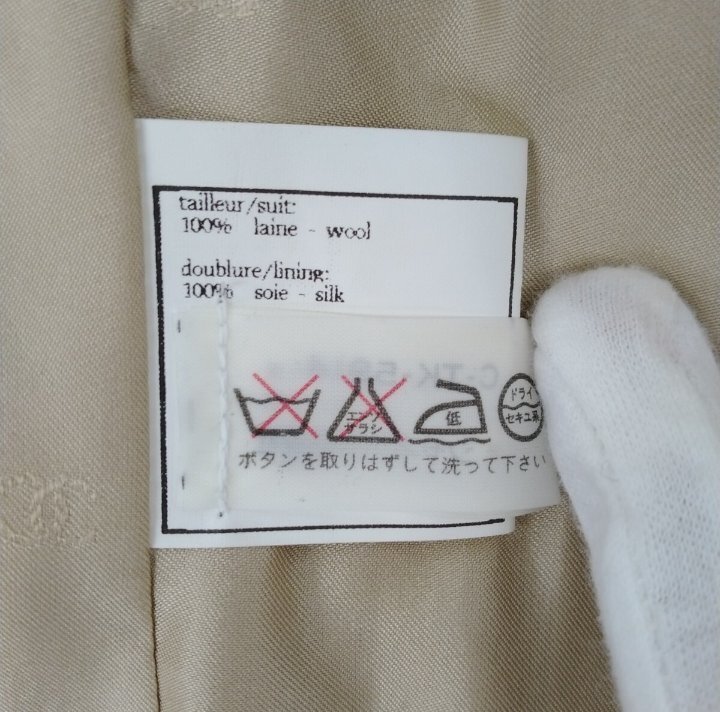 tailleur/suit:
100% laine - wool
doublure/lining:
100% soie - silk
エンソ
サラシ
低
ドライ
セキユ系
ボタンを取りはずして洗って下さい